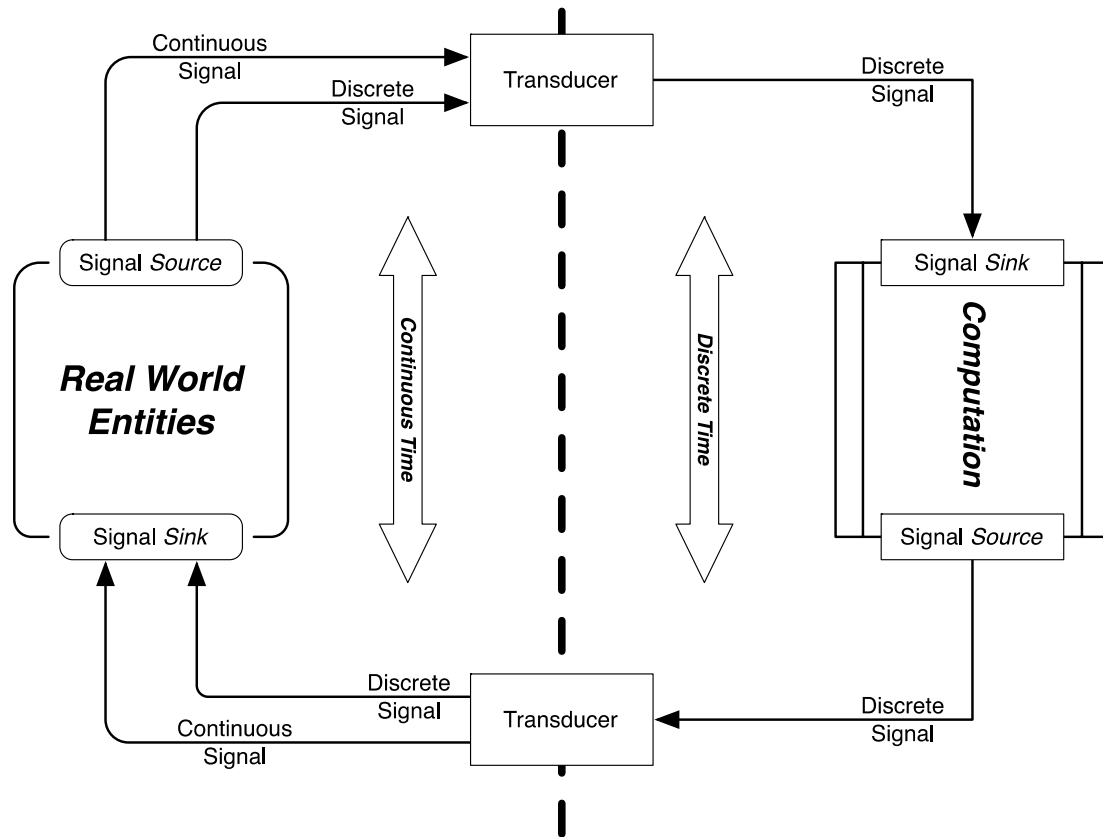 Continuous
Signal
Transducer
Discrete
Signal
Discrete
Signal
Signal Source
Signal Sink
Real World
Entities
Continuous Time
Discrete Time
Computation
Signal Sink
Signal Source
Discrete
Signal
Transducer
Discrete
Signal
Continuous
Signal